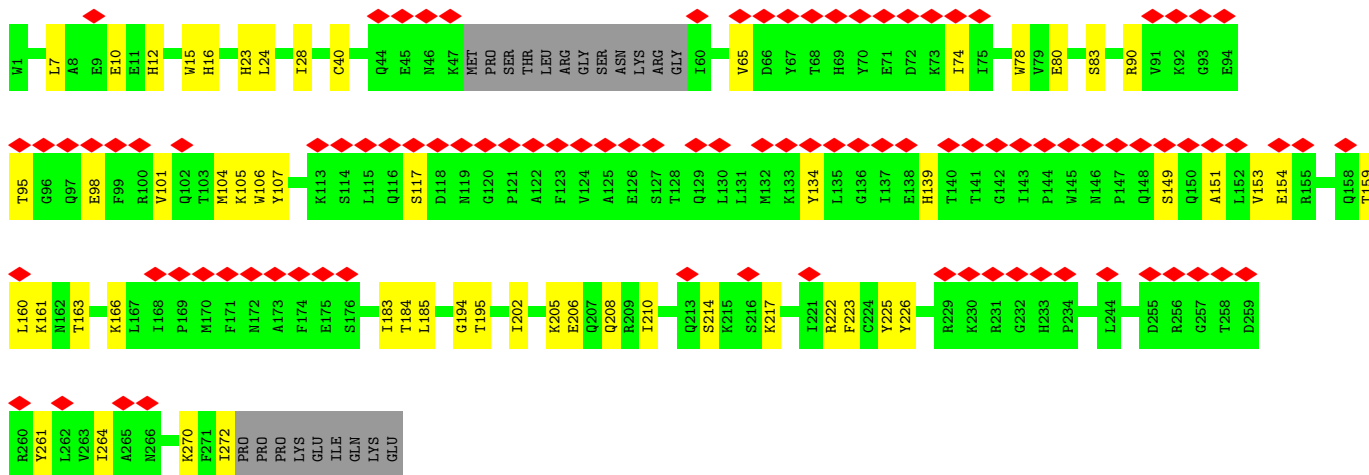 W1 L7 A8 E9 E10 E11 H12 W15 H16 H23 L24 I28 C40 Q44 E45 N46 K47 MET PRO SER THR LEU ARG GLY SER ASN LYS ARG GLY I60 V65 D66 Y67 T68 H69 Y70 E71 D72 K73 I74 I75 W78 V79 E80 S83 R90 V91 K92 G93 E94
T95 G96 Q97 E98 F99 R100 V101 Q102 T103 M104 K105 W106 Y107 K113 S114 L115 Q116 S117 D118 N119 G120 P121 A122 F123 V124 A125 E126 S127 T128 Q129 L130 L131 M132 K133 Y134 L135 G136 I137 E138 H139 T140 T141 G142 I143 P144 W145 N146 P147 Q148 S149 Q150 A151 L152 V153 E154 R155 Q158 T159
L160 K161 N162 T163 K166 L167 I168 P169 M170 F171 N172 A173 F174 E175 S176 I183 T184 L185 G194 T195 I202 K205 E206 Q207 Q208 R209 I210 Q213 S214 K215 S216 K217 I221 R222 F223 C224 Y225 Y226 R229 K230 R231 G232 H233 P234 L244 D255 R256 G257 T258 D259
R260 Y261 L262 V263 I264 A265 N266 K270 F271 I272 PRO PRO PRO LYS GLU ILE GLN LYS GLU